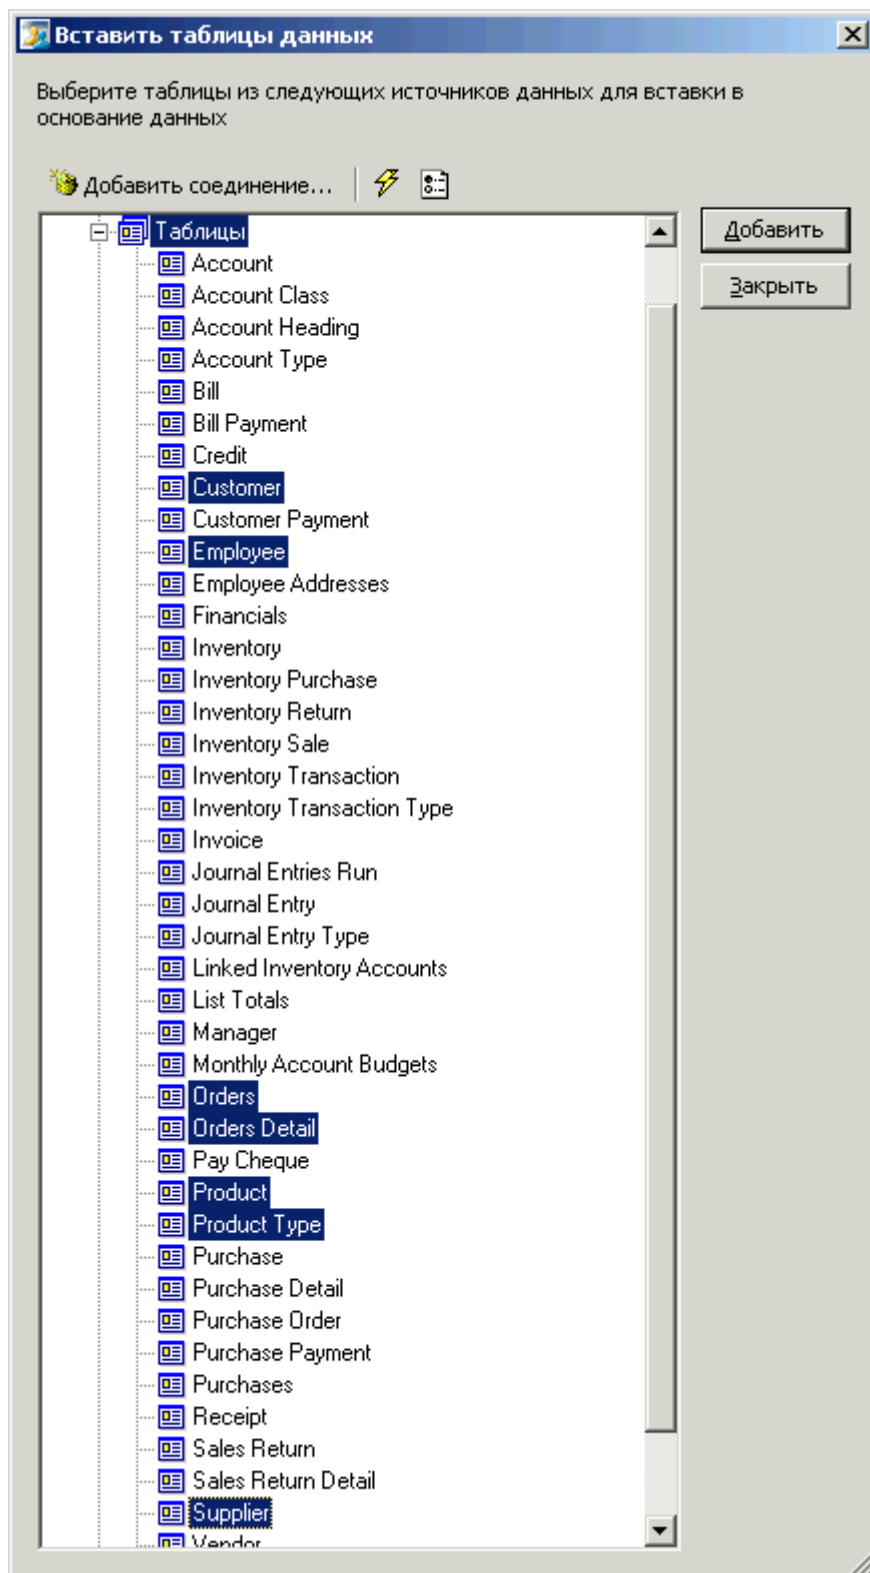 Вставить таблицы данных
Выберите таблицы из следующих источников данных для вставки в
основание данных
Добавить соединение...
Добавить
Закрыть
Таблицы
Account
Account Class
Account Heading
Account Type
Bill
Bill Payment
Credit
Customer
Customer Payment
Employee
Employee Addresses
Financials
Inventory
Inventory Purchase
Inventory Return
Inventory Sale
Inventory Transaction
Inventory Transaction Type
Invoice
Journal Entries Run
Journal Entry
Journal Entry Type
Linked Inventory Accounts
List Totals
Manager
Monthly Account Budgets
Orders
Orders Detail
Pay Cheque
Product
Product Type
Purchase
Purchase Detail
Purchase Order
Purchase Payment
Purchases
Receipt
Sales Return
Sales Return Detail
Supplier
Vendor